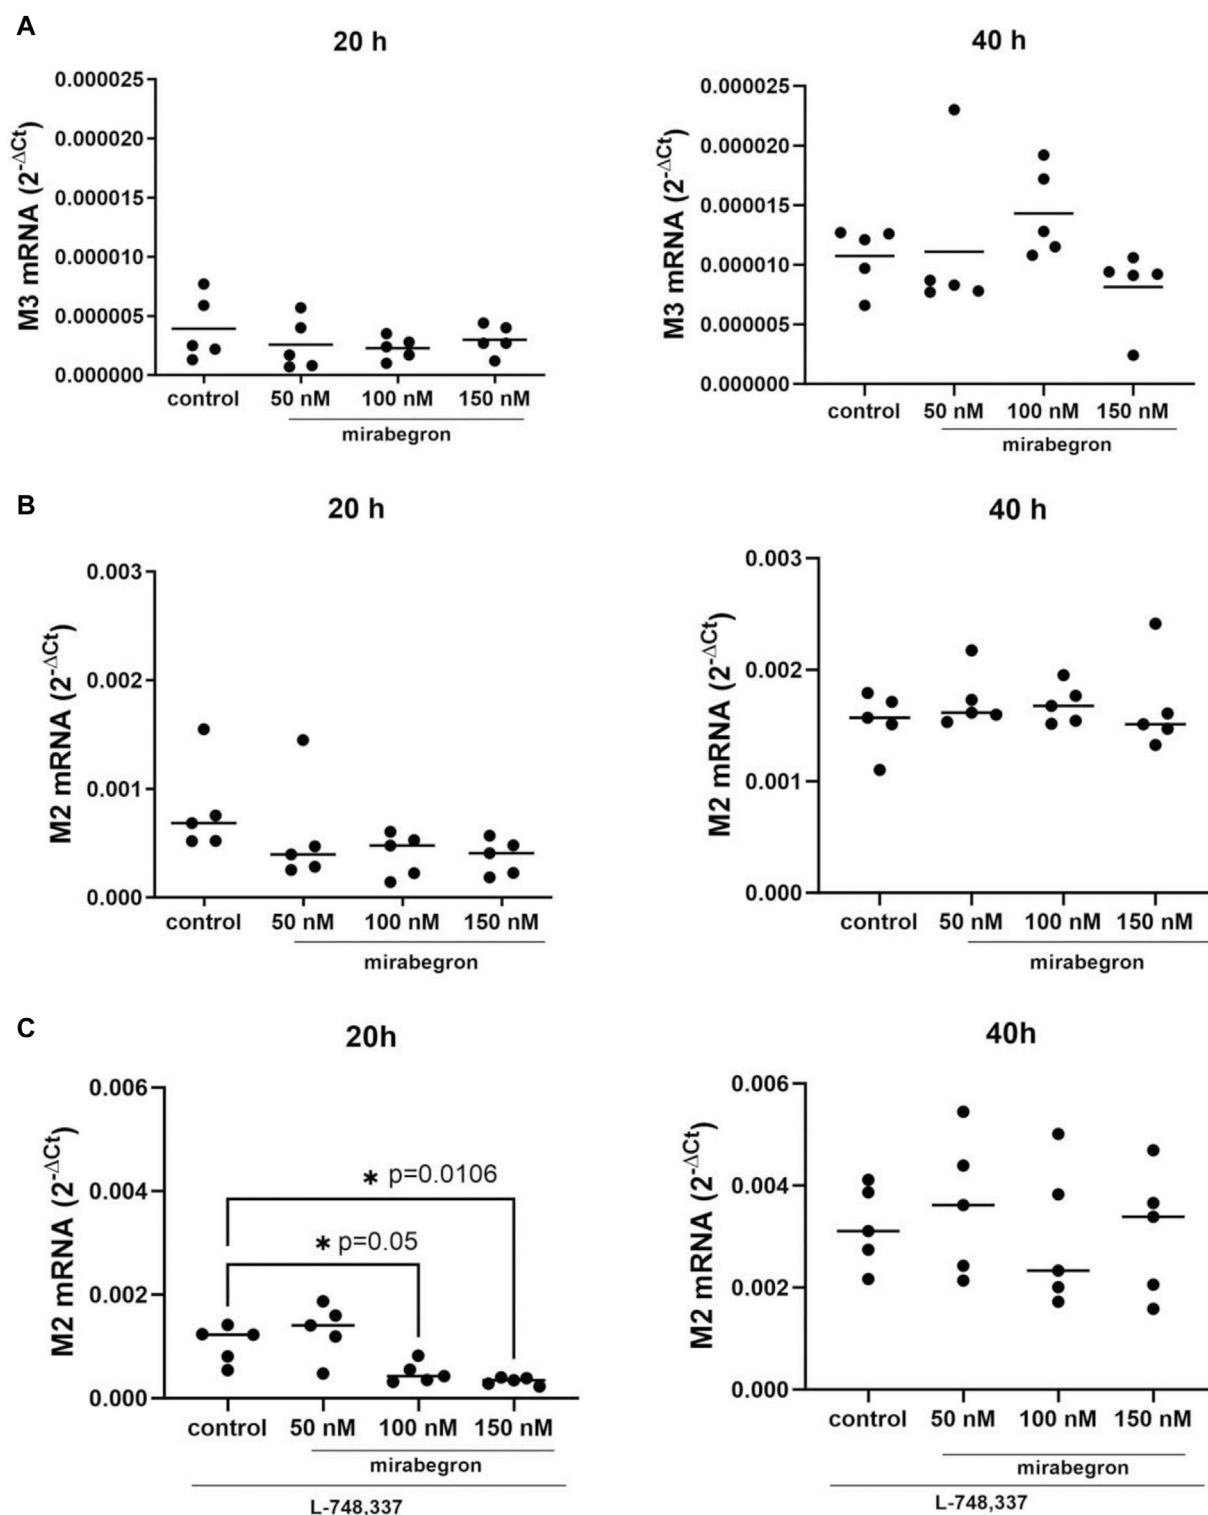 A
20 h
M3 mRNA (2^-ΔCt)
0.000025
0.000020
0.000015
0.000010
0.000005
0.000000
control 50 nM 100 nM 150 nM
mirabegron
40 h
M3 mRNA (2^-ΔCt)
0.000025
0.000020
0.000015
0.000010
0.000005
0.000000
control 50 nM 100 nM 150 nM
mirabegron
B
20 h
M2 mRNA (2^-ΔCt)
0.003
0.002
0.001
0.000
control 50 nM 100 nM 150 nM
mirabegron
40 h
M2 mRNA (2^-ΔCt)
0.003
0.002
0.001
0.000
control 50 nM 100 nM 150 nM
mirabegron
C
20h
M2 mRNA (2^-ΔCt)
0.006
0.004
0.002
0.000
* p=0.0106
* p=0.05
control 50 nM 100 nM 150 nM
mirabegron
L-748,337
40h
M2 mRNA (2^-ΔCt)
0.006
0.004
0.002
0.000
control 50 nM 100 nM 150 nM
mirabegron
L-748,337